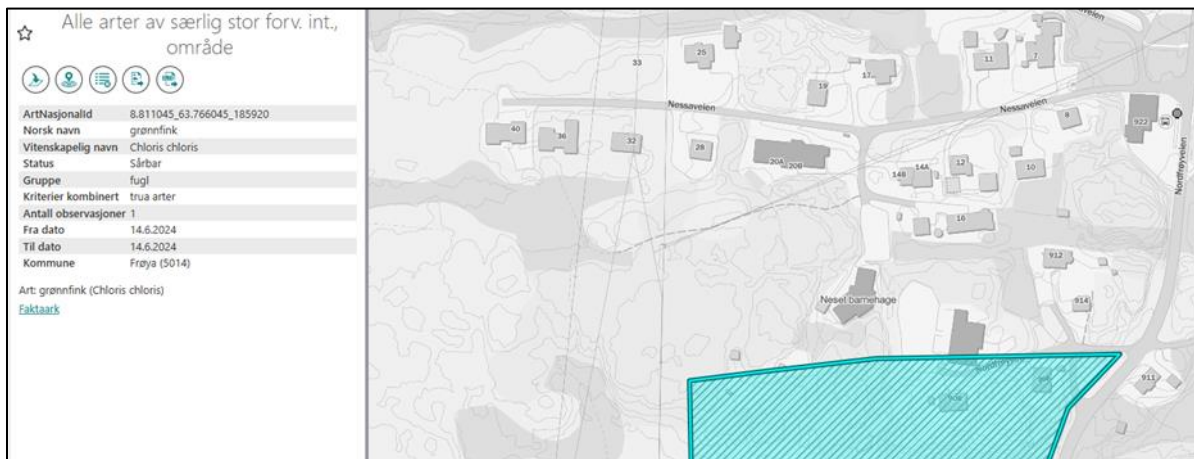 Alle arter av særlig stor forv. int.,
område
ArtNasjonalId 8.811045_63.766045_185920
Norsk navn grønnfink
Vitenskapelig navn Chloris chloris
Status Sårbar
Gruppe fugl
Kriterier kombinert trua arter
Antall observasjoner 1
Fra dato 14.6.2024
Til dato 14.6.2024
Kommune Frøya (5014)
Art: grønnfink (Chloris chloris)
Faktaark
25
33
19
17
11
7
Nessaveien
Nessaveien
9
922
40
36
32
28
20A
20B
14B
14A
12
10
Nordfrøyveien
16
912
Neset barnehage
914
911